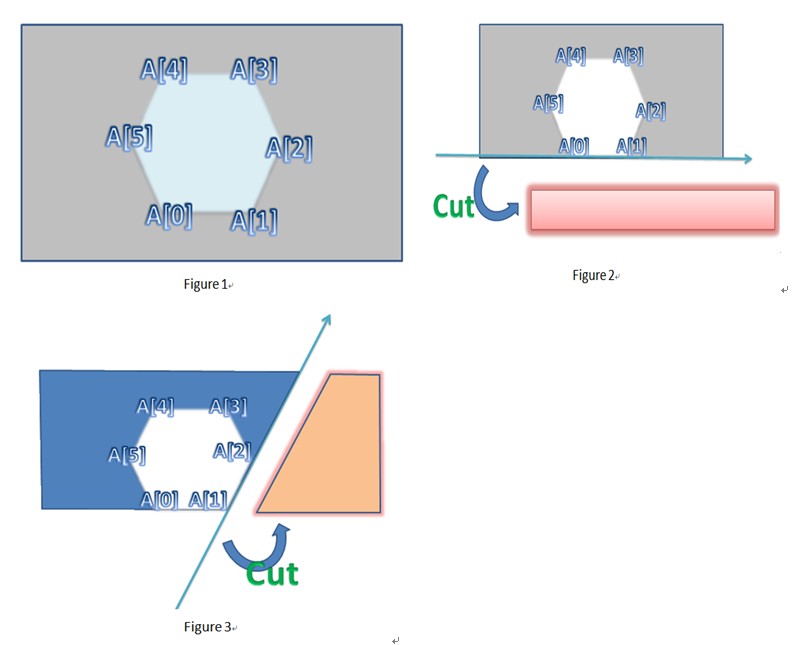 A[4] A[3]
A[5] A[2]
A[0] A[1]
Figure 1
A[4] A[3]
A[5] A[2]
A[0] A[1]
Cut
Figure 2
A[4] A[3]
A[5] A[2]
A[0] A[1]
Cut
Figure 3